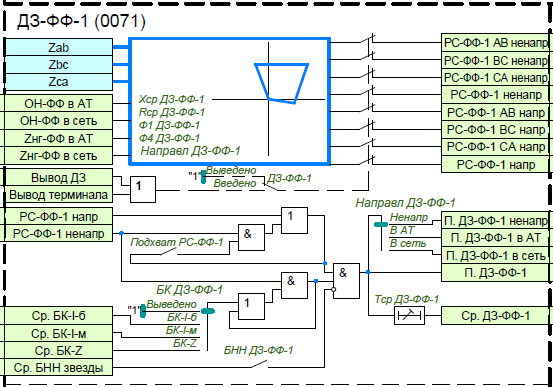 ДЗ-ФФ-1 (0071)
Zab
Zbc
Zca
ОН-ФФ в АТ
ОН-ФФ в сеть
Zнг-ФФ в АТ
Zнг-ФФ в сеть
Xср ДЗ-ФФ-1
Rср ДЗ-ФФ-1
Ф1 ДЗ-ФФ-1
Ф4 ДЗ-ФФ-1
Направл ДЗ-ФФ-1
РС-ФФ-1 АВ ненапр
РС-ФФ-1 ВС ненапр
РС-ФФ-1 СА ненапр
РС-ФФ-1 ненапр
РС-ФФ-1 АВ напр
РС-ФФ-1 ВС напр
РС-ФФ-1 СА напр
РС-ФФ-1 напр
Вывод ДЗ
Вывод терминала
1
"1"
Выведено
Введено
ДЗ-ФФ-1
РС-ФФ-1 напр
РС-ФФ-1 ненапр
Подхват РС-ФФ-1
&
1
Направл ДЗ-ФФ-1
Ненапр
В АТ
В сеть
П. ДЗ-ФФ-1 ненапр
П. ДЗ-ФФ-1 в АТ
П. ДЗ-ФФ-1 в сеть
П. ДЗ-ФФ-1
&
&
1
БК ДЗ-ФФ-1
"1"
Выведено
БК-I-б
БК-I-м
БК-Z
Ср. БК-I-б
Ср. БК-I-м
Ср. БК-Z
Ср. БНН звезды
БНН ДЗ-ФФ-1
Tср ДЗ-ФФ-1
Ср. ДЗ-ФФ-1